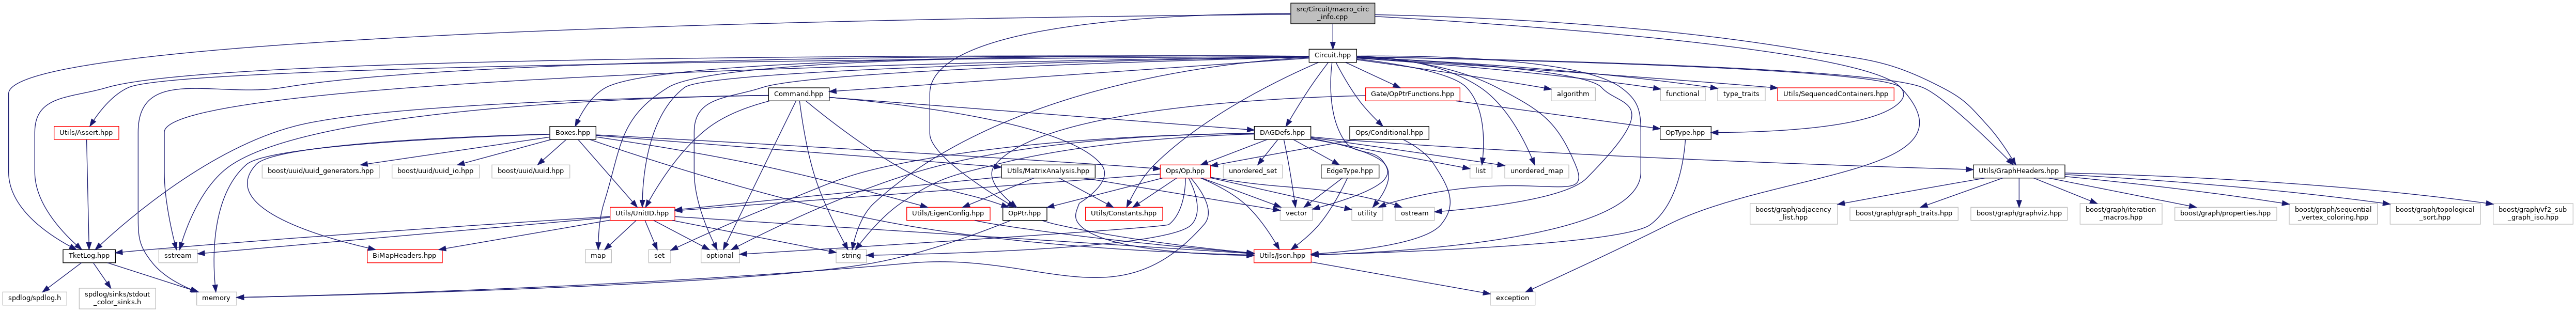 src/Circuit/macro_circ
_info.cpp
Circuit.hpp
Command.hpp
Gate/OpPtrFunctions.hpp
algorithm
functional
type_traits
Utils/SequencedContainers.hpp
Utils/Assert.hpp
Boxes.hpp
DAGDefs.hpp
Ops/Conditional.hpp
OpType.hpp
boost/uuid/uuid_generators.hpp
boost/uuid/uuid_io.hpp
boost/uuid/uuid.hpp
Utils/MatrixAnalysis.hpp
Ops/Op.hpp
unordered_set
EdgeType.hpp
list
unordered_map
Utils/GraphHeaders.hpp
Utils/UnitID.hpp
Utils/EigenConfig.hpp
OpPtr.hpp
Utils/Constants.hpp
vector
utility
ostream
boost/graph/adjacency
_list.hpp
boost/graph/graph_traits.hpp
boost/graph/graphviz.hpp
boost/graph/iteration
_macros.hpp
boost/graph/properties.hpp
boost/graph/sequential
_vertex_coloring.hpp
boost/graph/topological
_sort.hpp
boost/graph/vf2_sub
_graph_iso.hpp
TketLog.hpp
sstream
BiMapHeaders.hpp
map
set
optional
string
Utils/Json.hpp
spdlog/spdlog.h
spdlog/sinks/stdout
_color_sinks.h
memory
exception